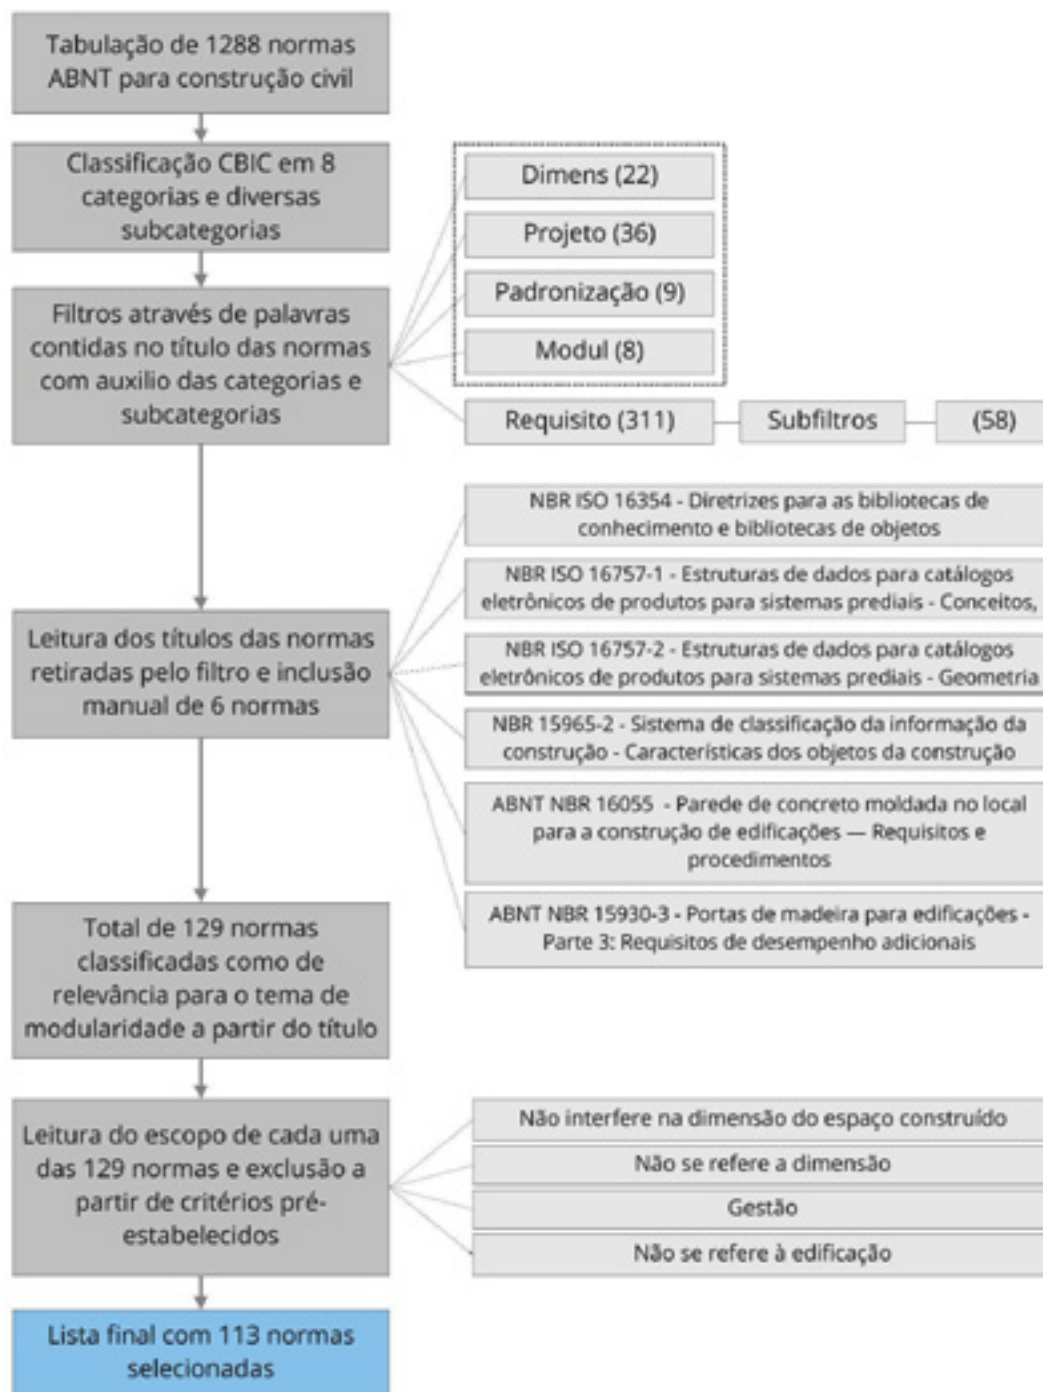 Tabulação de 1288 normas
ABNT para construção civil
Classificação CBIC em 8
categorias e diversas
subcategorias
Filtros através de palavras
contidas no título das normas
com auxilio das categorias e
subcategorias
Dimens (22)
Projeto (36)
Padronização (9)
Modul (8)
Requisito (311)
Subfiltros
(58)
Leitura dos títulos das normas
retiradas pelo filtro e inclusão
manual de 6 normas
NBR ISO 16354 - Diretrizes para as bibliotecas de
conhecimento e bibliotecas de objetos
NBR ISO 16757-1 - Estruturas de dados para catálogos
eletrônicos de produtos para sistemas prediais - Conceitos,
NBR ISO 16757-2 - Estruturas de dados para catálogos
eletrônicos de produtos para sistemas prediais - Geometria
NBR 15965-2 - Sistema de classificação da informação da
construção - Características dos objetos da construção
ABNT NBR 16055 - Parede de concreto moldada no local
para a construção de edificações — Requisitos e
procedimentos
ABNT NBR 15930-3 - Portas de madeira para edificações -
Parte 3: Requisitos de desempenho adicionais
Total de 129 normas
classificadas como de
relevância para o tema de
modularidade a partir do título
Leitura do escopo de cada uma
das 129 normas e exclusão a
partir de critérios pré-
estabelecidos
Não interfere na dimensão do espaço construído
Não se refere a dimensão
Gestão
Não se refere à edificação
Lista final com 113 normas
selecionadas